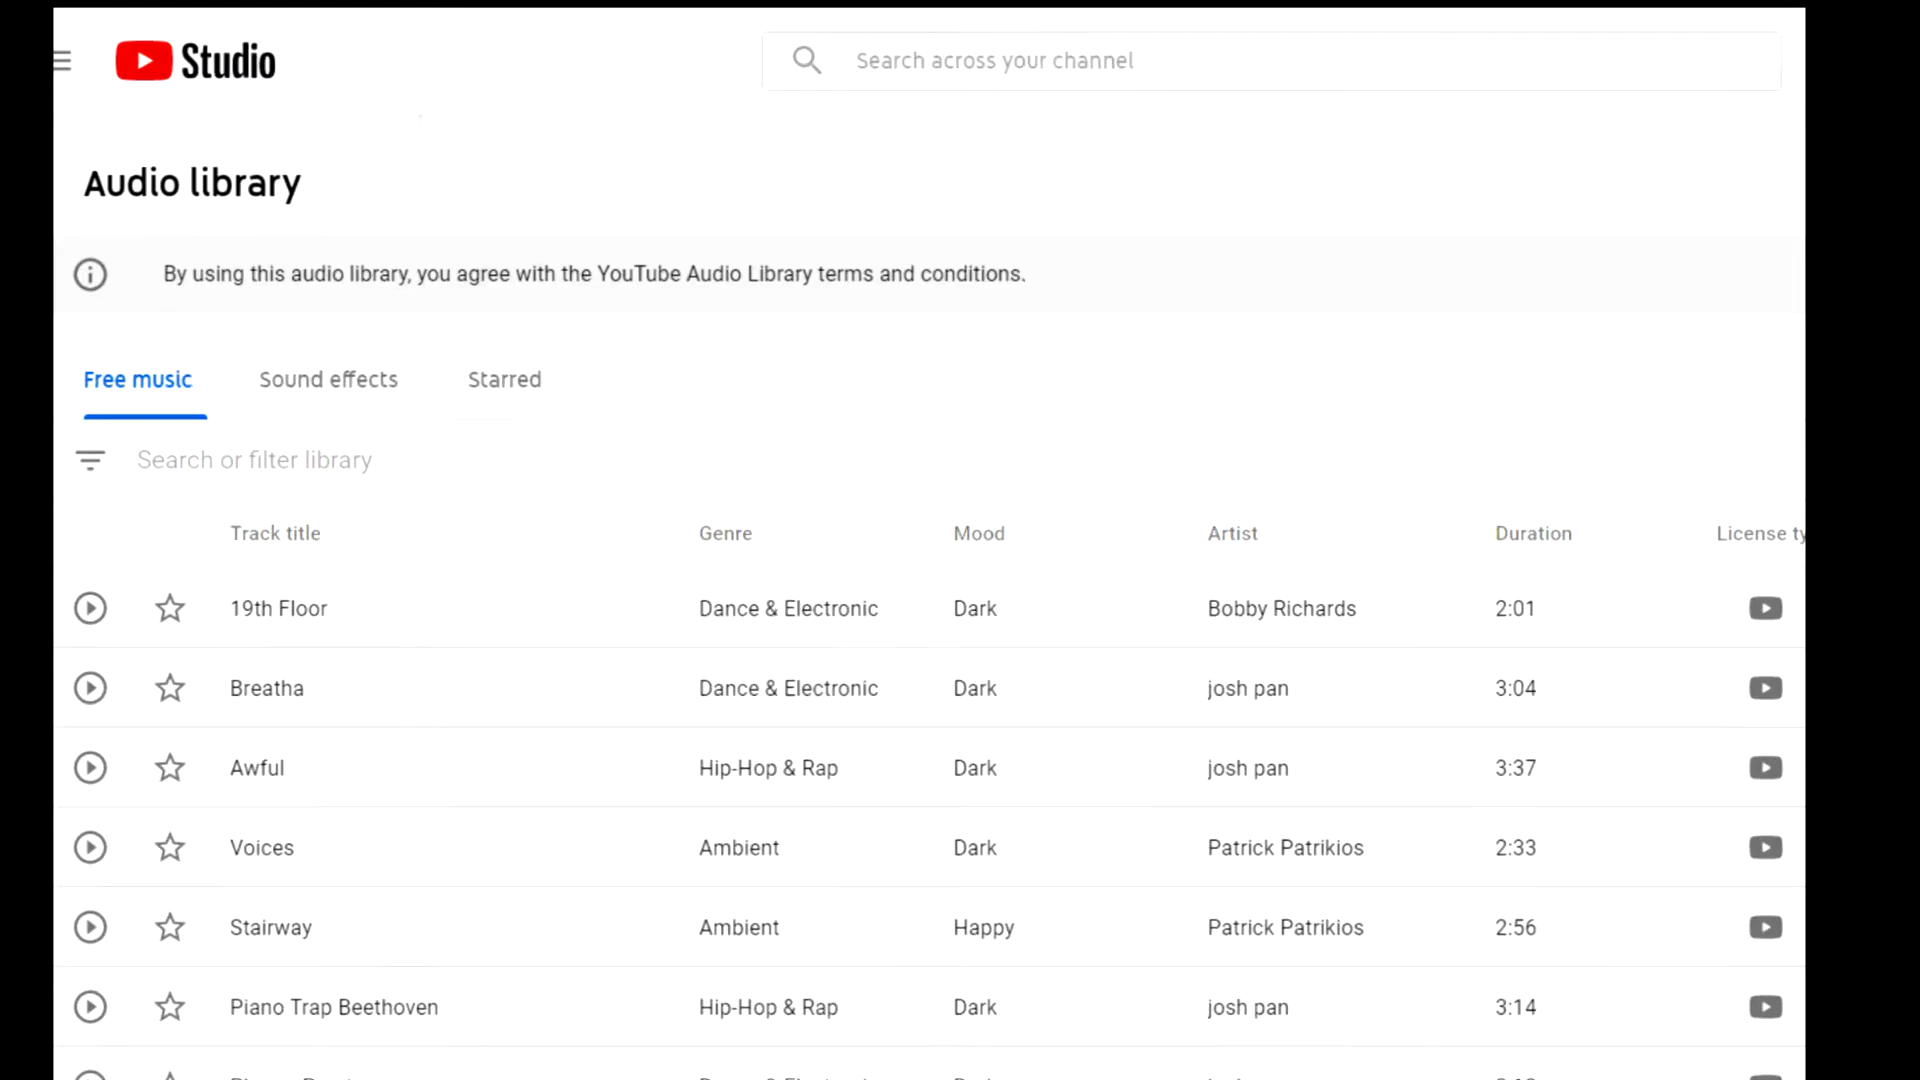 Studio
Search across your channel
Audio library
By using this audio library, you agree with the YouTube Audio Library terms and conditions.
Free music Sound effects Starred
Search or filter library
Track title Genre Mood Artist Duration License ty
19th Floor Dance & Electronic Dark Bobby Richards 2:01
Breatha Dance & Electronic Dark josh pan 3:04
Awful Hip-Hop & Rap Dark josh pan 3:37
Voices Ambient Dark Patrick Patrikios 2:33
Stairway Ambient Happy Patrick Patrikios 2:56
Piano Trap Beethoven Hip-Hop & Rap Dark josh pan 3:14